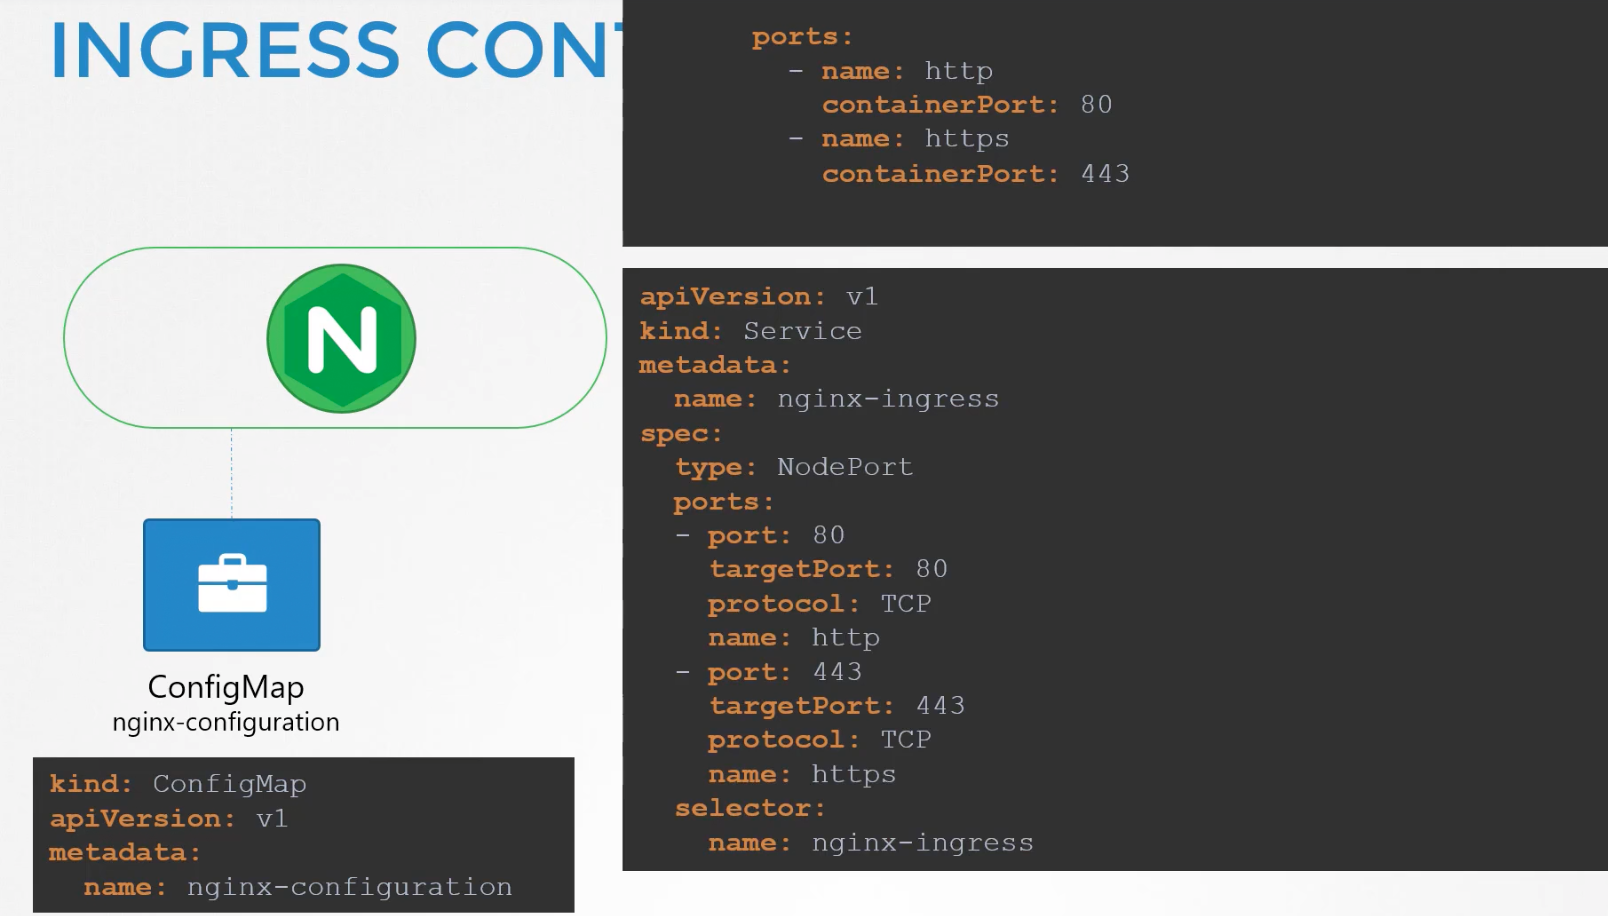 INGRESS CONT
ports:
- name: http
containerPort: 80
- name: https
containerPort: 443
N
ConfigMap
nginx-configuration
kind: ConfigMap
apiVersion: v1
metadata:
name: nginx-configuration
apiVersion: v1
kind: Service
metadata:
name: nginx-ingress
spec:
type: NodePort
ports:
- port: 80
targetPort: 80
protocol: TCP
name: http
- port: 443
targetPort: 443
protocol: TCP
name: https
selector:
name: nginx-ingress